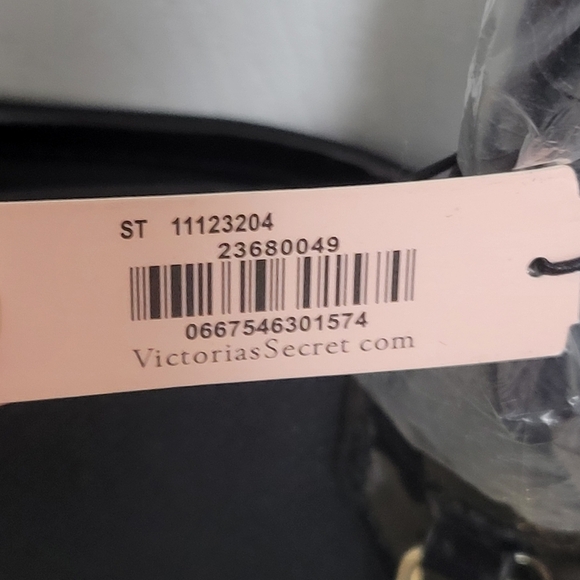 ST 11123204
23680049
0667546301574
VictoriasSecret com